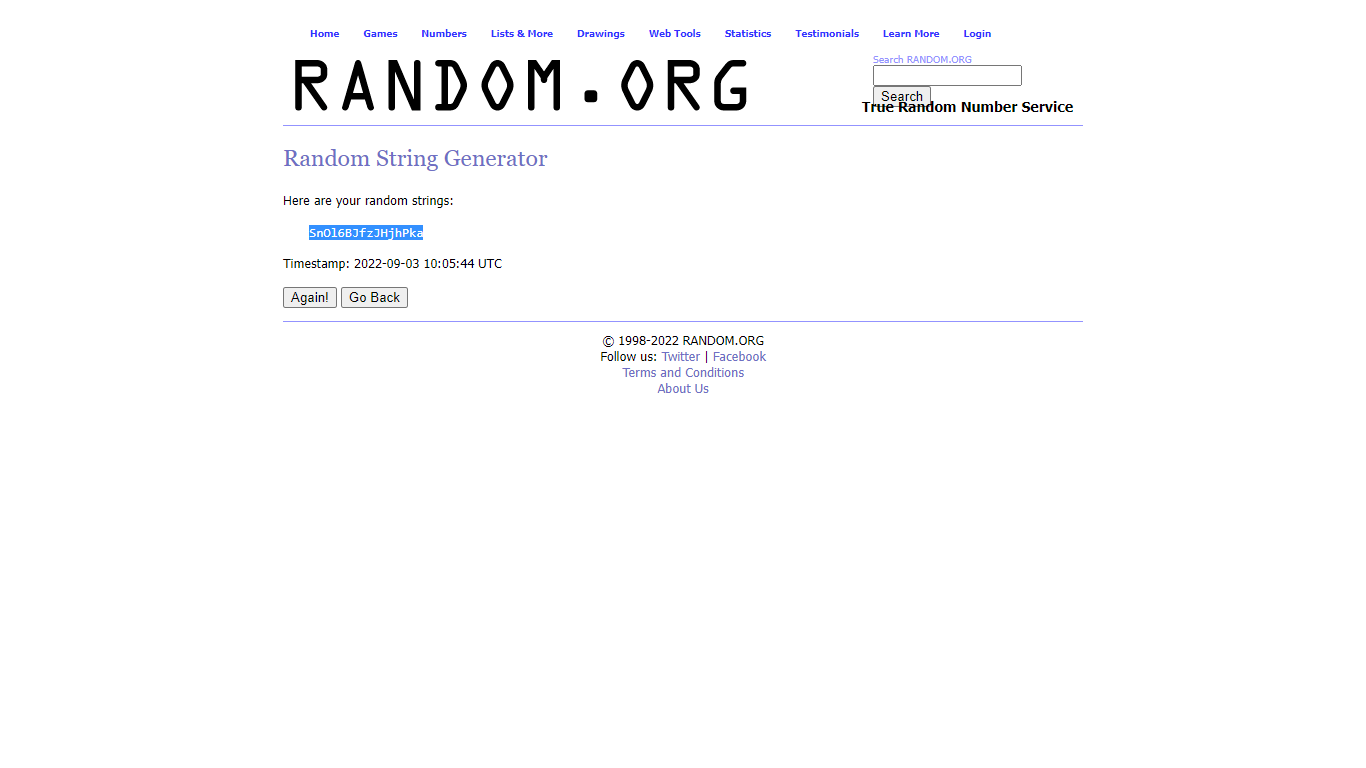 Home Games Numbers Lists & More Drawings Web Tools Statistics Testimonials Learn More Login
RANDOM.ORG
Search RANDOM.ORG
Search
True Random Number Service
Random String Generator
Here are your random strings:
SnOl6BJfzJHjhPka
Timestamp: 2022-09-03 10:05:44 UTC
Again! Go Back
© 1998-2022 RANDOM.ORG
Follow us: Twitter | Facebook
Terms and Conditions
About Us